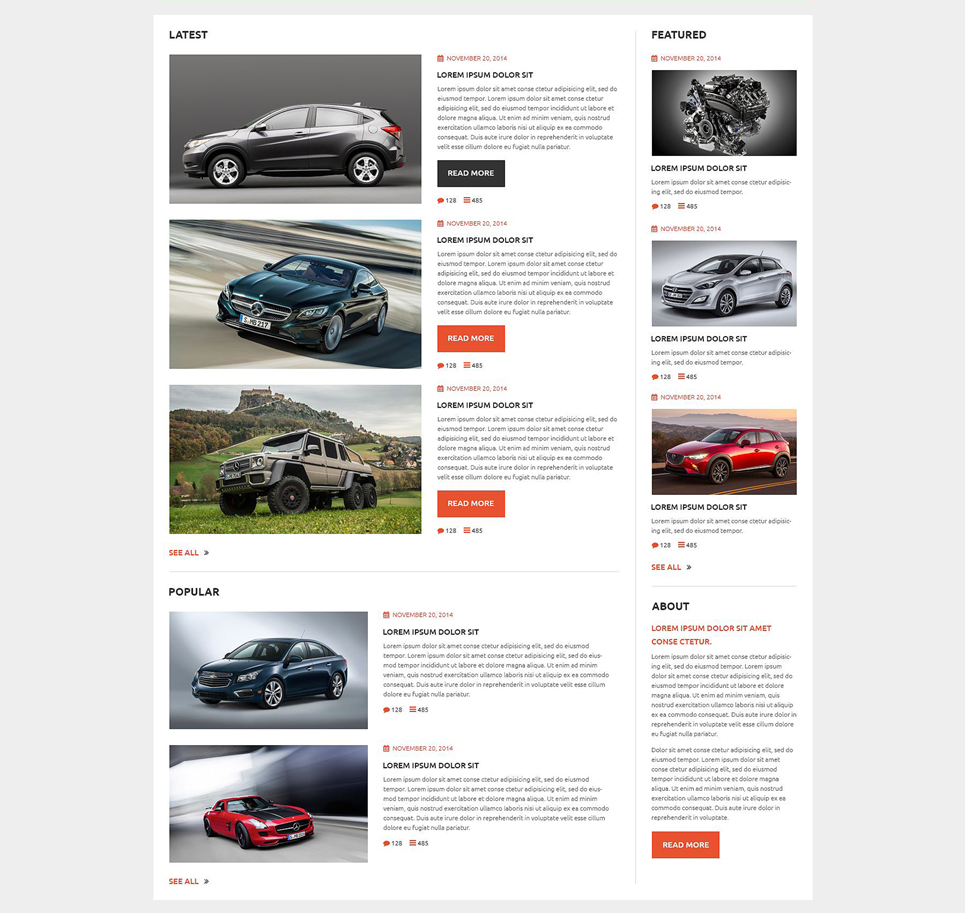 LATEST
NOVEMBER 20, 2014
LOREM IPSUM DOLOR SIT
Lorem ipsum dolor sit amet conse ctetur adipisicing elit, sed do
eiusmod tempor. Lorem ipsum dolor sit amet conse ctetur
adipisicing elit, sed do eiusmod tempor incididunt ut labore et
dolore magna aliqua. Ut enim ad minim veniam, quis nostrud
exercitation ullamco laboris nisi ut aliquip ex ea commodo
consequat. Duis aute irure dolor in reprehenderit in voluptate
velit esse cillum dolore eu fugiat nulla pariatur.
READ MORE
128 485
NOVEMBER 20, 2014
LOREM IPSUM DOLOR SIT
Lorem ipsum dolor sit amet conse ctetur adipisicing elit, sed do
eiusmod tempor. Lorem ipsum dolor sit amet conse ctetur
adipisicing elit, sed do eiusmod tempor incididunt ut labore et
dolore magna aliqua. Ut enim ad minim veniam, quis nostrud
exercitation ullamco laboris nisi ut aliquip ex ea commodo
consequat. Duis aute irure dolor in reprehenderit in voluptate
velit esse cillum dolore eu fugiat nulla pariatur.
READ MORE
128 485
NOVEMBER 20, 2014
LOREM IPSUM DOLOR SIT
Lorem ipsum dolor sit amet conse ctetur adipisicing elit, sed do
eiusmod tempor. Lorem ipsum dolor sit amet conse ctetur
adipisicing elit, sed do eiusmod tempor incididunt ut labore et
dolore magna aliqua. Ut enim ad minim veniam, quis nostrud
exercitation ullamco laboris nisi ut aliquip ex ea commodo
consequat. Duis aute irure dolor in reprehenderit in voluptate
velit esse cillum dolore eu fugiat nulla pariatur.
READ MORE
128 485
SEE ALL »
POPULAR
NOVEMBER 20, 2014
LOREM IPSUM DOLOR SIT
Lorem ipsum dolor sit amet conse ctetur adipisicing elit, sed do eiusmod
tempor. Lorem ipsum dolor sit amet conse ctetur adipisicing elit, sed do eius-
mod tempor incididunt ut labore et dolore magna aliqua. Ut enim ad minim
veniam, quis nostrud exercitation ullamco laboris nisi ut aliquip ex ea commodo
consequat. Duis aute irure dolor in reprehenderit in voluptate velit esse cillum
dolore eu fugiat nulla pariatur.
128 485
NOVEMBER 20, 2014
LOREM IPSUM DOLOR SIT
Lorem ipsum dolor sit amet conse ctetur adipisicing elit, sed do eiusmod
tempor. Lorem ipsum dolor sit amet conse ctetur adipisicing elit, sed do eius-
mod tempor incididunt ut labore et dolore magna aliqua. Ut enim ad minim
veniam, quis nostrud exercitation ullamco laboris nisi ut aliquip ex ea commodo
consequat. Duis aute irure dolor in reprehenderit in voluptate velit esse cillum
dolore eu fugiat nulla pariatur.
128 485
SEE ALL »
FEATURED
NOVEMBER 20, 2014
LOREM IPSUM DOLOR SIT
Lorem ipsum dolor sit amet conse ctetur adipisic-
ing elit, sed do eiusmod tempor.
128 485
NOVEMBER 20, 2014
LOREM IPSUM DOLOR SIT
Lorem ipsum dolor sit amet conse ctetur adipisic-
ing elit, sed do eiusmod tempor.
128 485
NOVEMBER 20, 2014
LOREM IPSUM DOLOR SIT
Lorem ipsum dolor sit amet conse ctetur adipisic-
ing elit, sed do eiusmod tempor.
128 485
SEE ALL »
ABOUT
LOREM IPSUM DOLOR SIT AMET
CONSE CTETUR.
Lorem ipsum dolor sit amet conse ctetur adipisic-
ing elit, sed do eiusmod tempor. Lorem ipsum
dolor sit amet conse ctetur adipisicing elit, sed do
eiusmod tempor incididunt ut labore et dolore
magna aliqua. Ut enim ad minim veniam, quis
nostrud exercitation ullamco laboris nisi ut aliquip
ex ea commodo consequat. Duis aute irure dolor in
reprehenderit in voluptate velit esse cillum dolore
eu fugiat nulla pariatur.
Dolor sit amet conse ctetur adipisicing elit, sed do
eiusmod tempor. Lorem ipsum dolor sit amet
conse ctetur adipisicing elit, sed do eiusmod
tempor incididunt ut labore et dolore magna
aliqua. Ut enim ad minim veniam, quis nostrud
exercitation ullamco laboris nisi ut aliquip ex ea
commodo consequat. Duis aute irure dolor in
reprehenderit in voluptate.
READ MORE